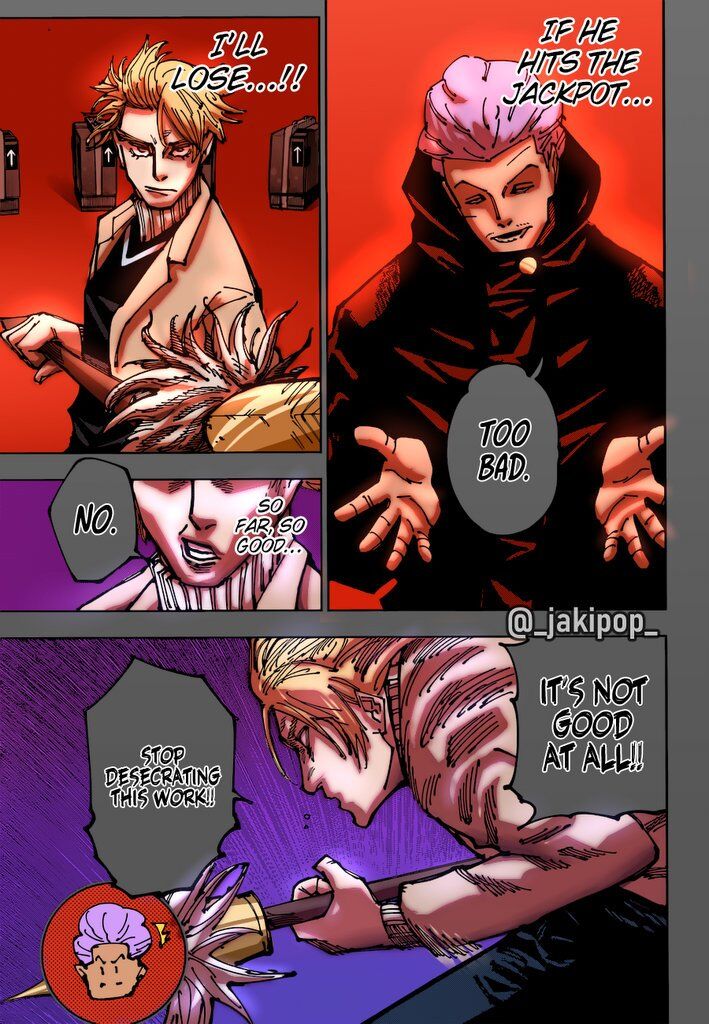 IF HE
HITS THE
JACKPOT...
TOO
BAD.
I'LL
LOSE...!!
SO
FAR, SO
GOOD...
NO.
@_jakipop_
IT'S NOT
GOOD
AT ALL!!
STOP
DESECRATING
THIS WORK!!